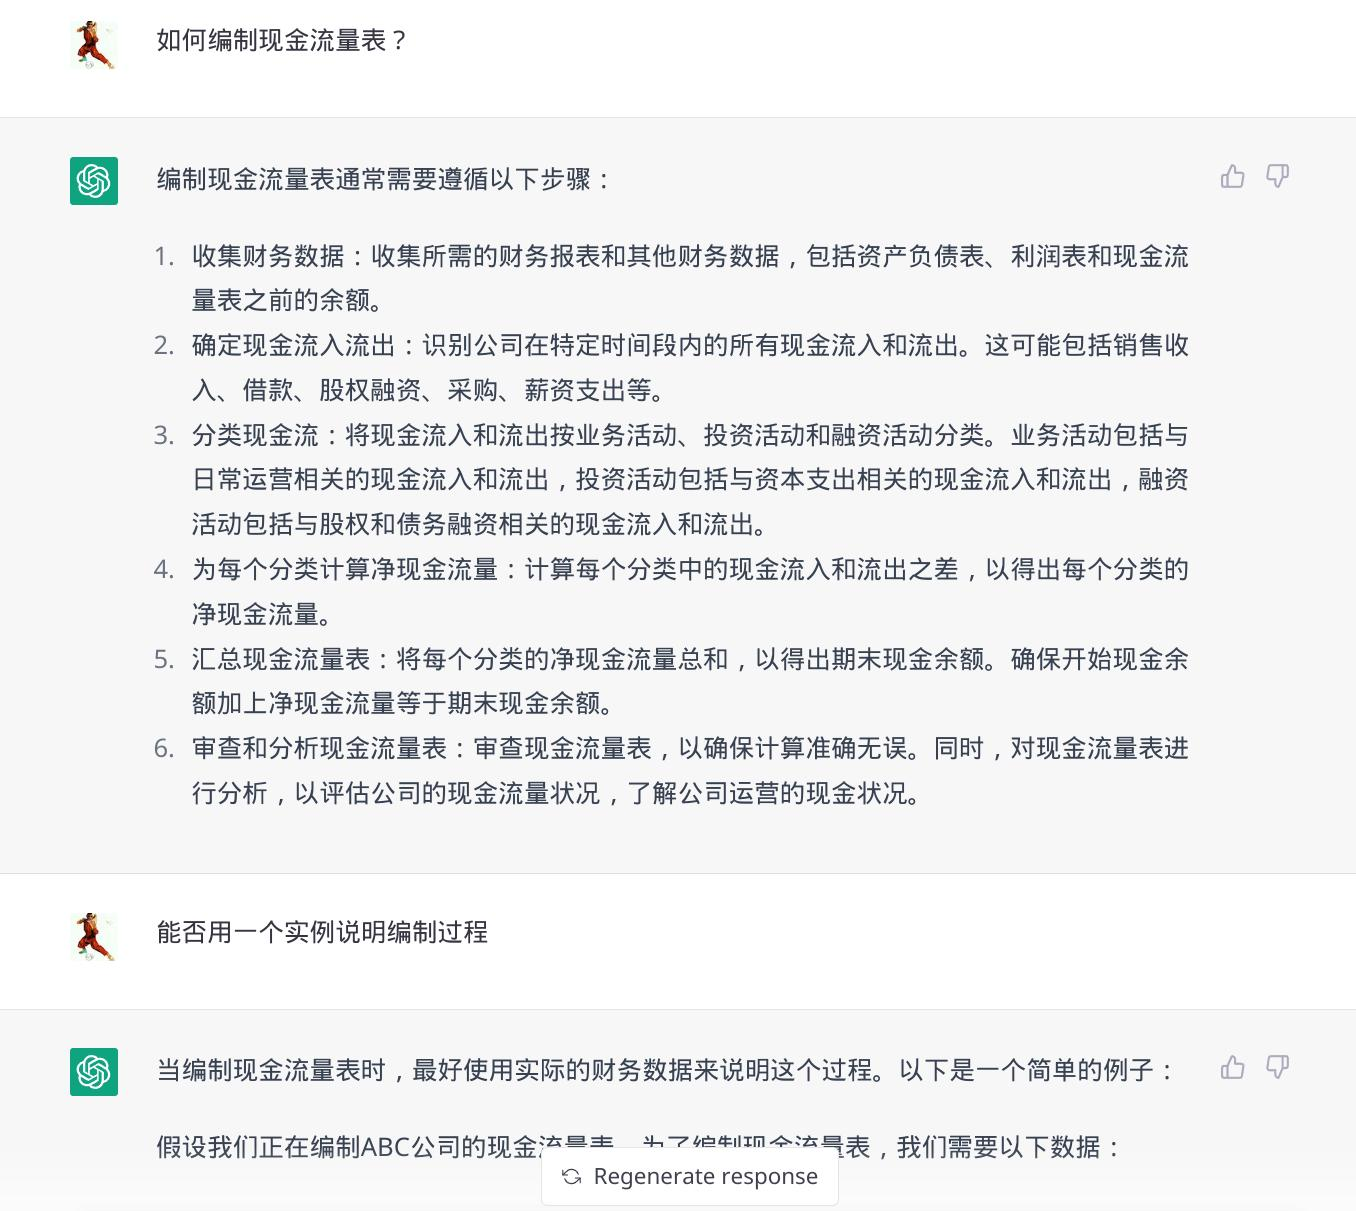 如何编制现金流量表？
编制现金流量表通常需要遵循以下步骤：
1. 收集财务数据：收集所需的财务报表和其他财务数据，包括资产负债表、利润表和现金流
量表之前的余额。
2. 确定现金流入流出：识别公司在特定时间段内的所有现金流入和流出。这可能包括销售收
入、借款、股权融资、采购、薪资支出等。
3. 分类现金流：将现金流入和流出按业务活动、投资活动和融资活动分类。业务活动包括与
日常运营相关的现金流入和流出，投资活动包括与资本支出相关的现金流入和流出，融资
活动包括与股权和债务融资相关的现金流入和流出。
4. 为每个分类计算净现金流量：计算每个分类中的现金流入和流出之差，以得出每个分类的
净现金流量。
5. 汇总现金流量表：将每个分类的净现金流量总和，以得出期末现金余额。确保开始现金余
额加上净现金流量等于期末现金余额。
6. 审查和分析现金流量表：审查现金流量表，以确保计算准确无误。同时，对现金流量表进
行分析，以评估公司的现金流量状况，了解公司运营的现金状况。
能否用一个实例说明编制过程
当编制现金流量表时，最好使用实际的财务数据来说明这个过程。以下是一个简单的例子：
假设我们正在编制ABC公司的现金流量表。为了编制现金流量表，我们需要以下数据：
Regenerate response